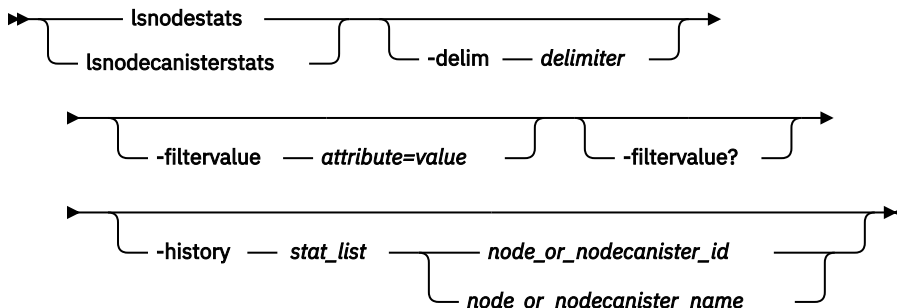 lsnodestats
lsnodecanisterstats
-delim delimiter
-filtervalue attribute=value -filtervalue?
-history stat_list node_or_nodecanister_id
node_or_nodecanister_name